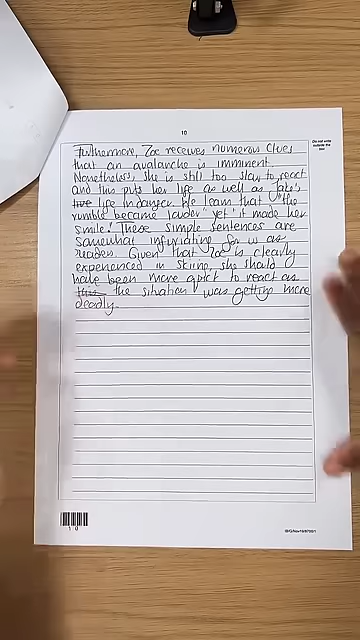 10
Do not write
outside the
box
Furthermore, Zoe receives numerous clues
that an avalanche is imminent.
Nonetheless, she is still too slow to react
and this puts her life as well as Jake's
life in danger. We learn that "the
rumble became louder" yet "it made her
smile." These simple sentences are
somewhat infuriating for us as
readers. Given that Zoe is clearly
experienced in skiing, she should
have been more quick to react as
this the situation was getting more
deadly.
10